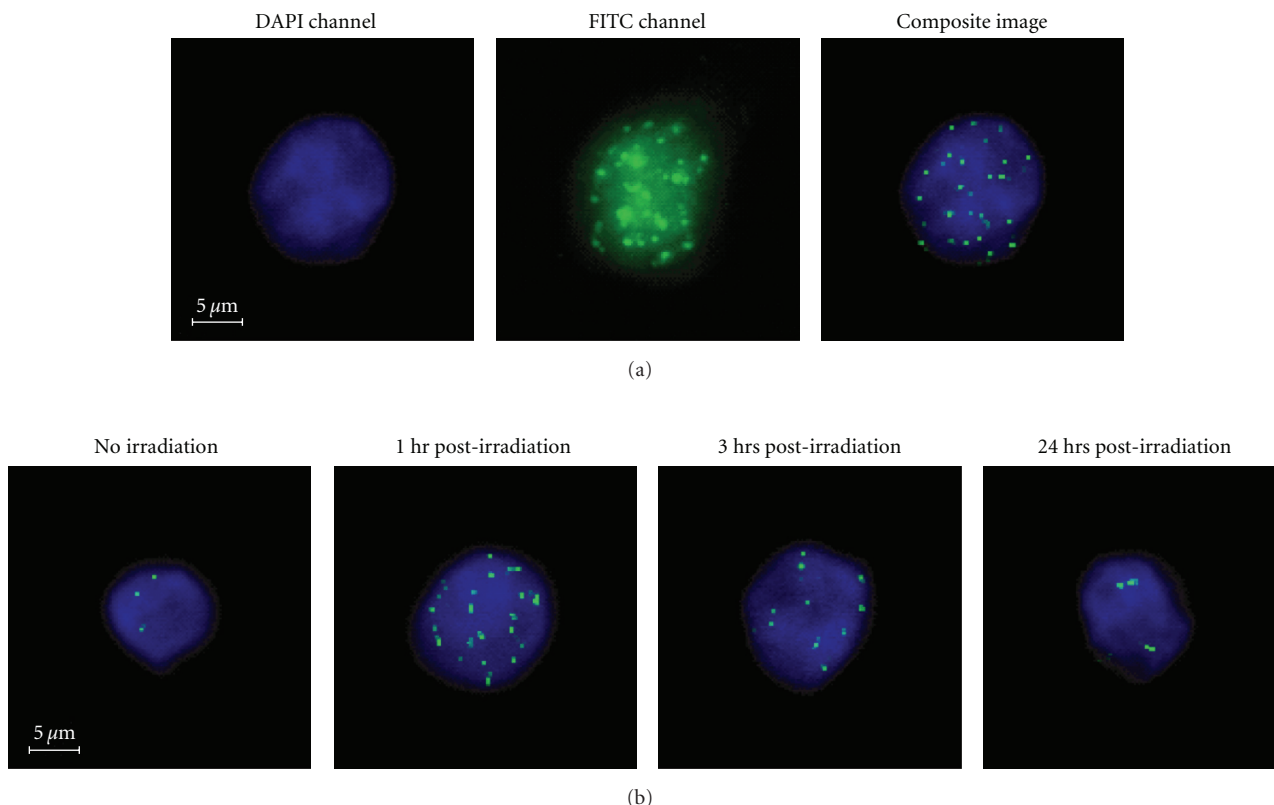 DAPI channel
FITC channel
Composite image
5 μm
(a)
No irradiation
1 hr post-irradiation
3 hrs post-irradiation
24 hrs post-irradiation
5 μm
(b)